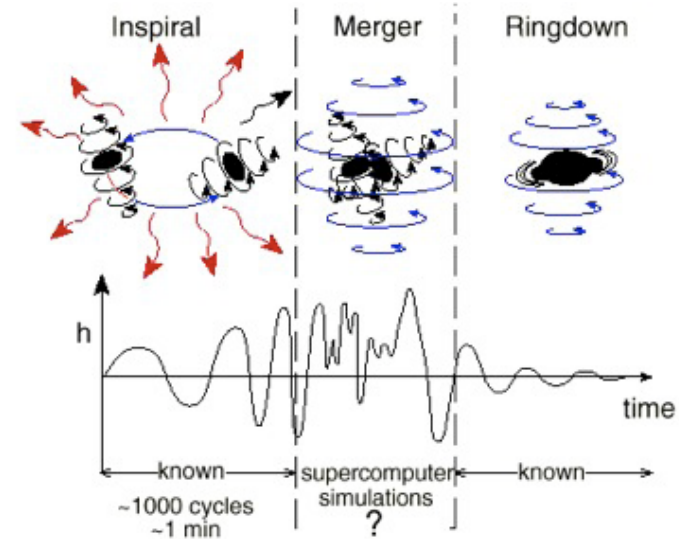 Inspiral
Merger
Ringdown
h
time
known
supercomputer
simulations
?
known
~1000 cycles
~1 min